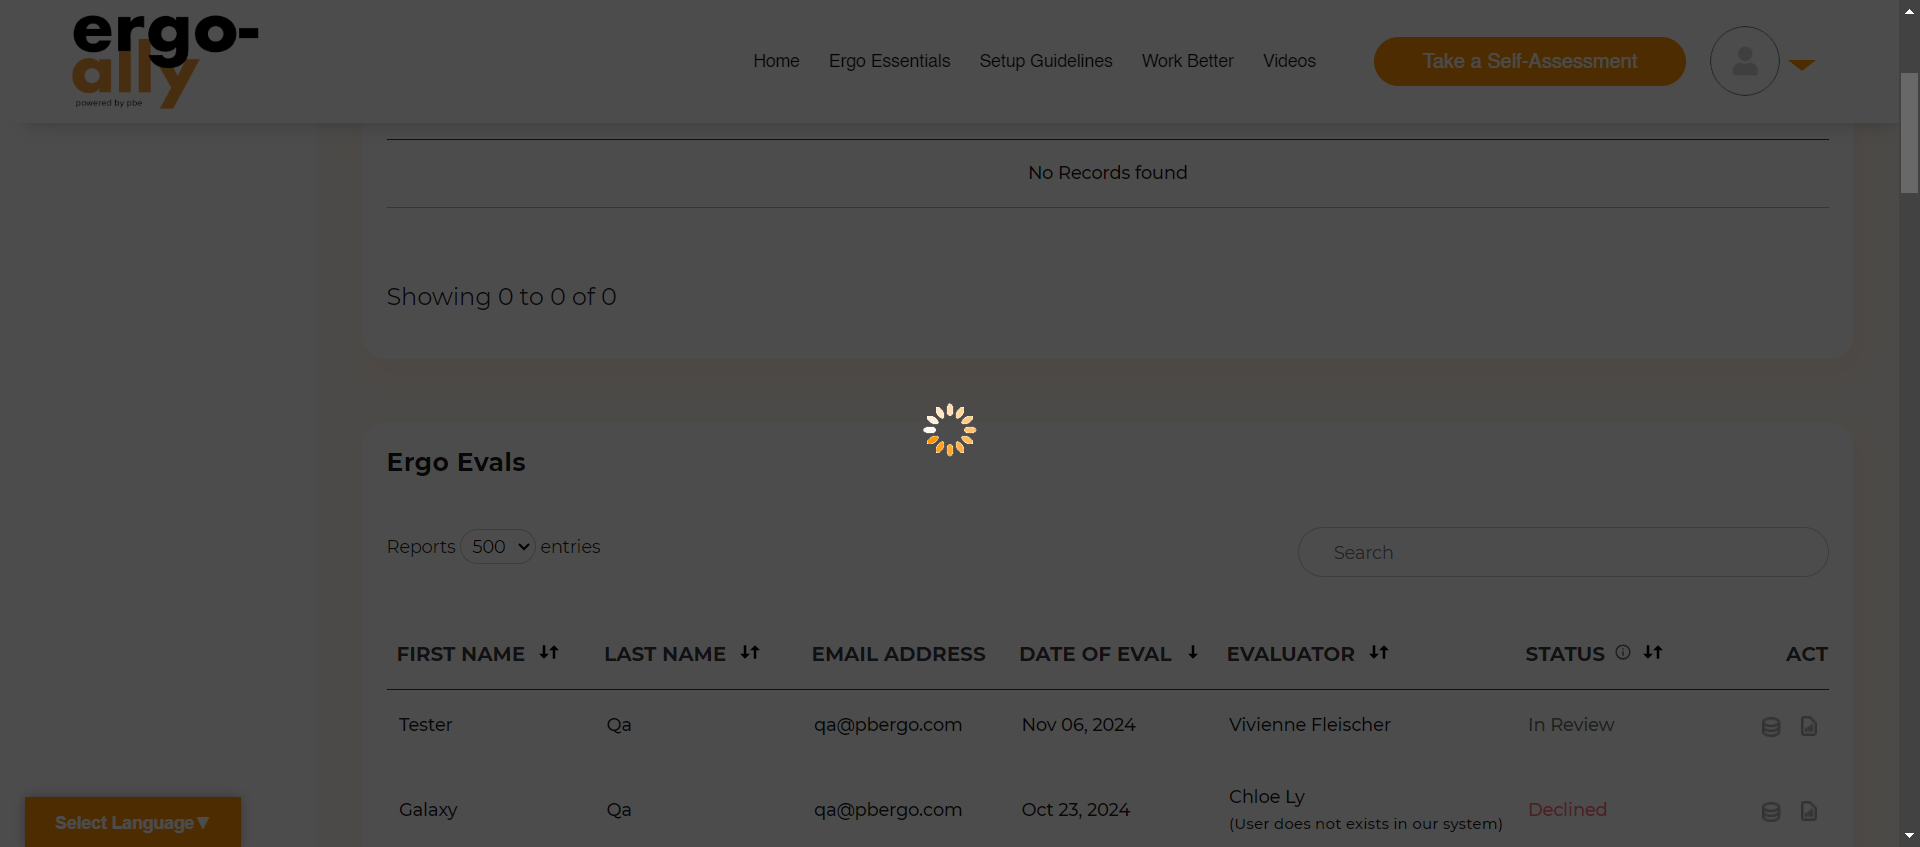 ergo-
ally
powered by pbe
Home Ergo Essentials Setup Guidelines Work Better Videos Take a Self-Assessment
No Records found
Showing 0 to 0 of 0
Ergo Evals
Reports 500 entries
Search
FIRST NAME LAST NAME EMAIL ADDRESS DATE OF EVAL EVALUATOR STATUS ACT
Tester Qa qa@pbergo.com Nov 06, 2024 Vivienne Fleischer In Review
Galaxy Qa qa@pbergo.com Oct 23, 2024 Chloe Ly Declined
(User does not exists in our system)
Select Language▼